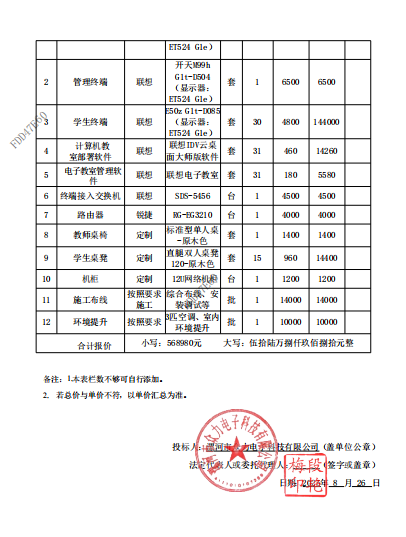 ET524 G1e）
2 管理终端 联想 开天M99h G1t-D504（显示器：ET524 G1e） 套 1 6500 6500
3 学生终端 联想 E50z G1t-D085（显示器：ET524 G1e） 套 30 4800 144000
4 计算机教室部署软件 联想 联想IDV云桌面大师版软件 套 31 460 14260
5 电子教室管理软件 联想 联想电子教室 套 31 180 5580
6 终端接入交换机 联想 SDS-5456 台 1 4500 4500
7 路由器 锐捷 RG-EG3210 台 1 4000 4000
8 教师桌椅 定制 标准型单人桌-原木色 套 1 1400 1400
9 学生桌凳 定制 直腿双人桌凳120-原木色 套 15 960 14400
10 机柜 定制 12U网络机柜 台 1 1200 1200
11 施工布线 按照要求施工 综合布线、安装调试等 批 1 14000 14000
12 环境提升 按照要求 3匹空调、室内环境提升 批 1 10000 10000
合计报价 小写：568980元 大写：伍拾陆万捌仟玖佰捌拾元整
备注：1.本表栏数不够可自行添加。
2. 若总价与单价不符，以单价汇总为准。
投标人：河南众力电子科技有限公司（盖单位公章）
法定代表人或委托代理人：（签字或盖章）
日期：年 8 月 26 日